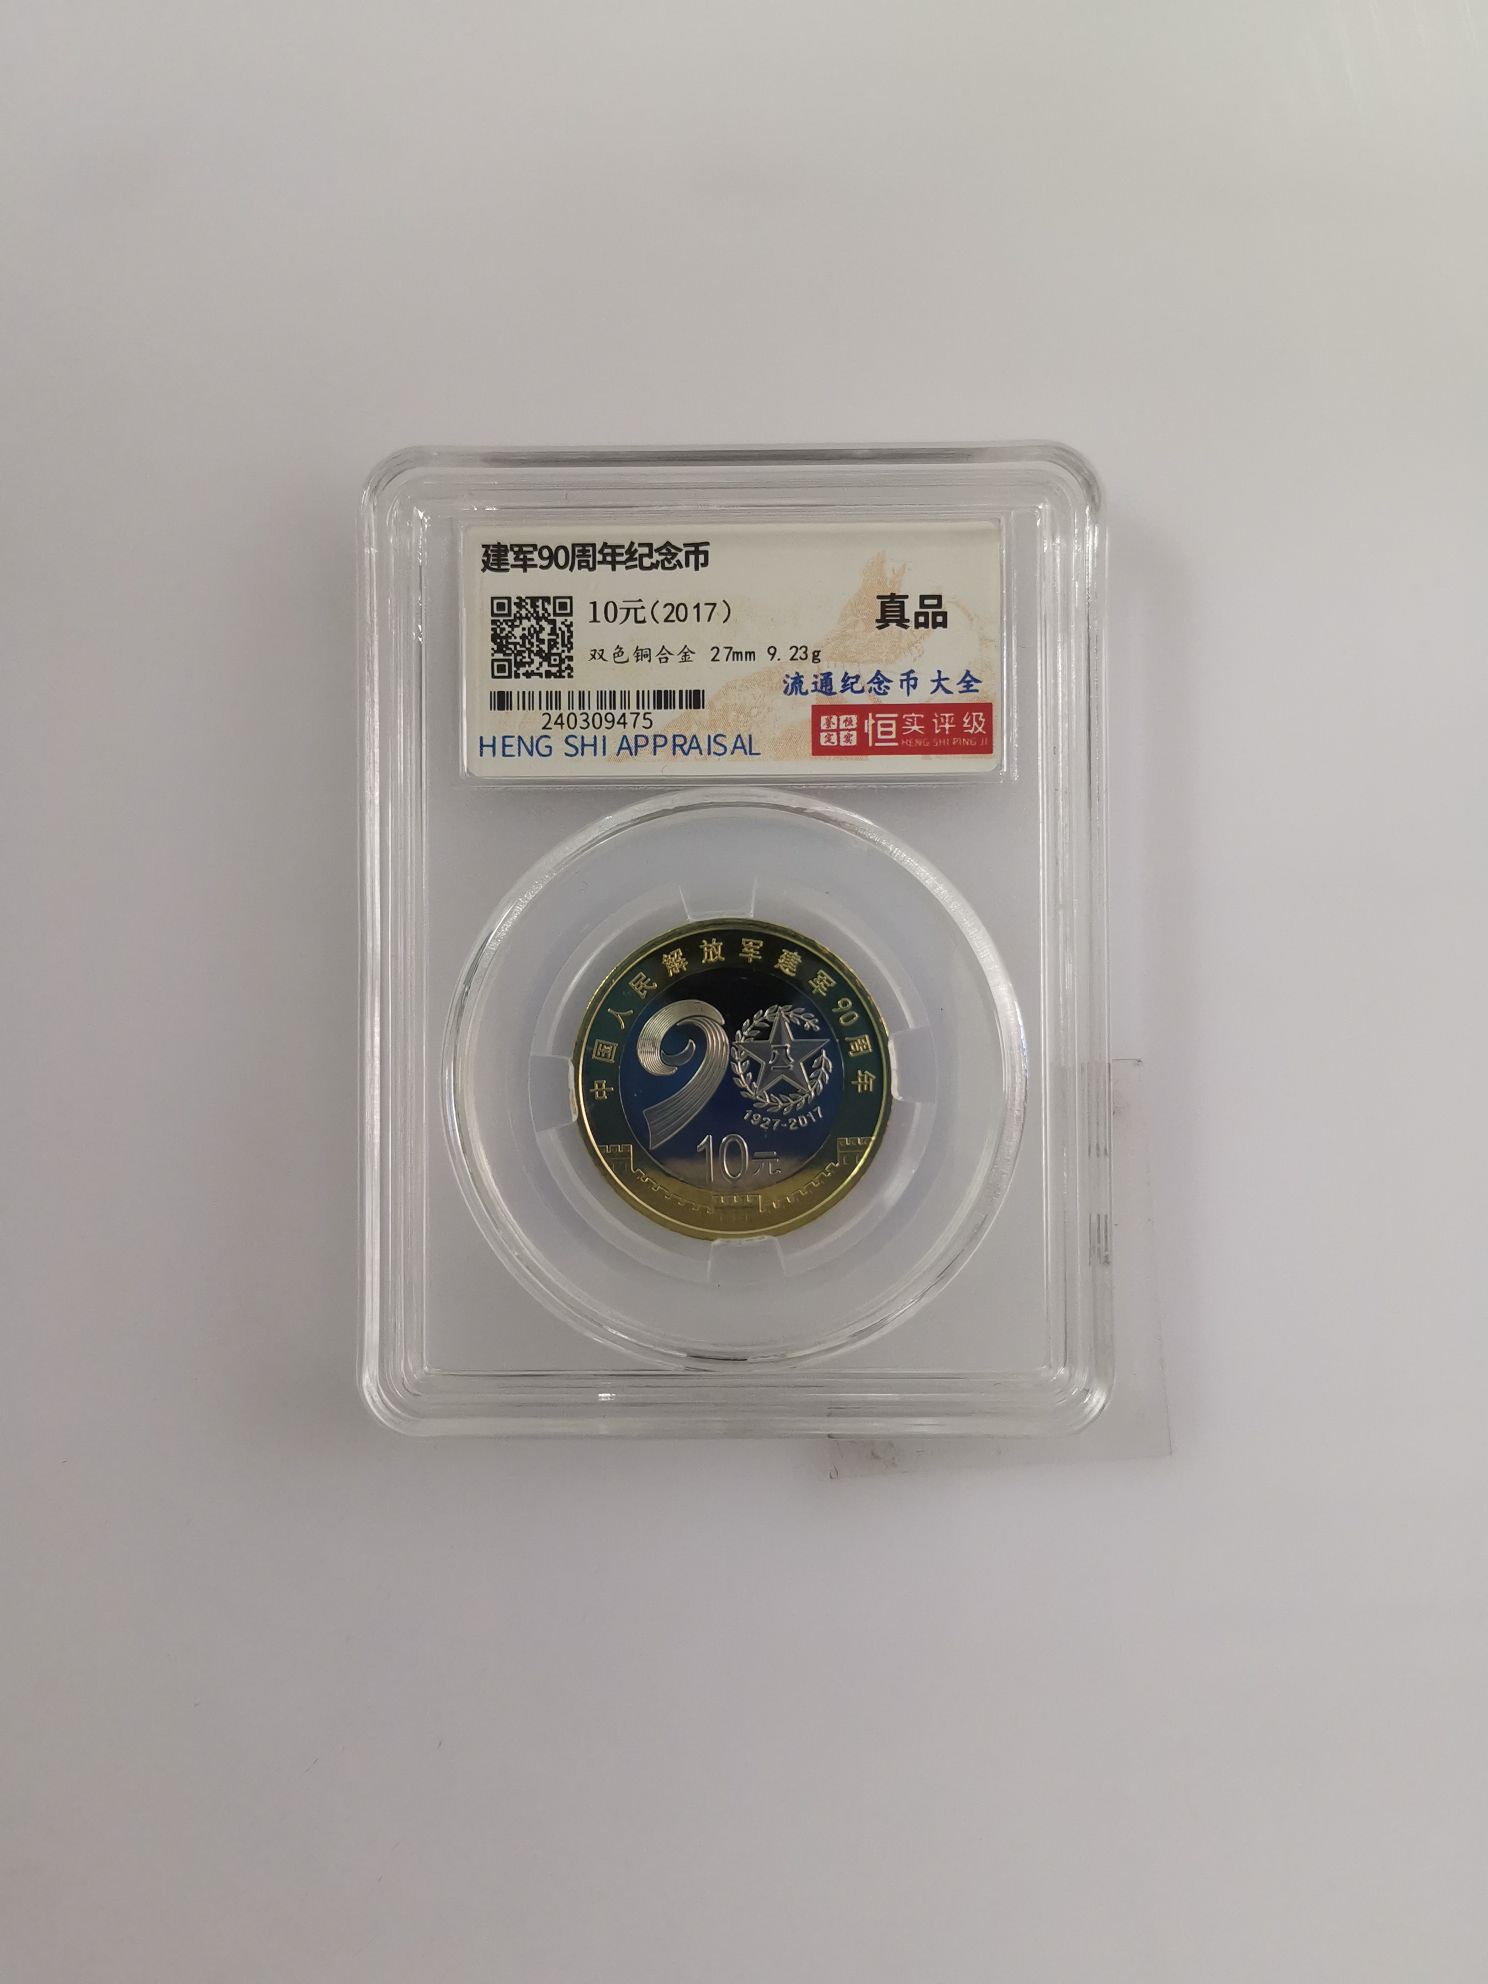 建军90周年纪念币
10元(2017)
真品
双色铜合金 27mm 9.23g
流通纪念币大全
240309475
HENG SHI APPRAISAL
恒实评级
HENG SHI PING JI
中国人民解放军建军90周年
八一
1927-2017
10元